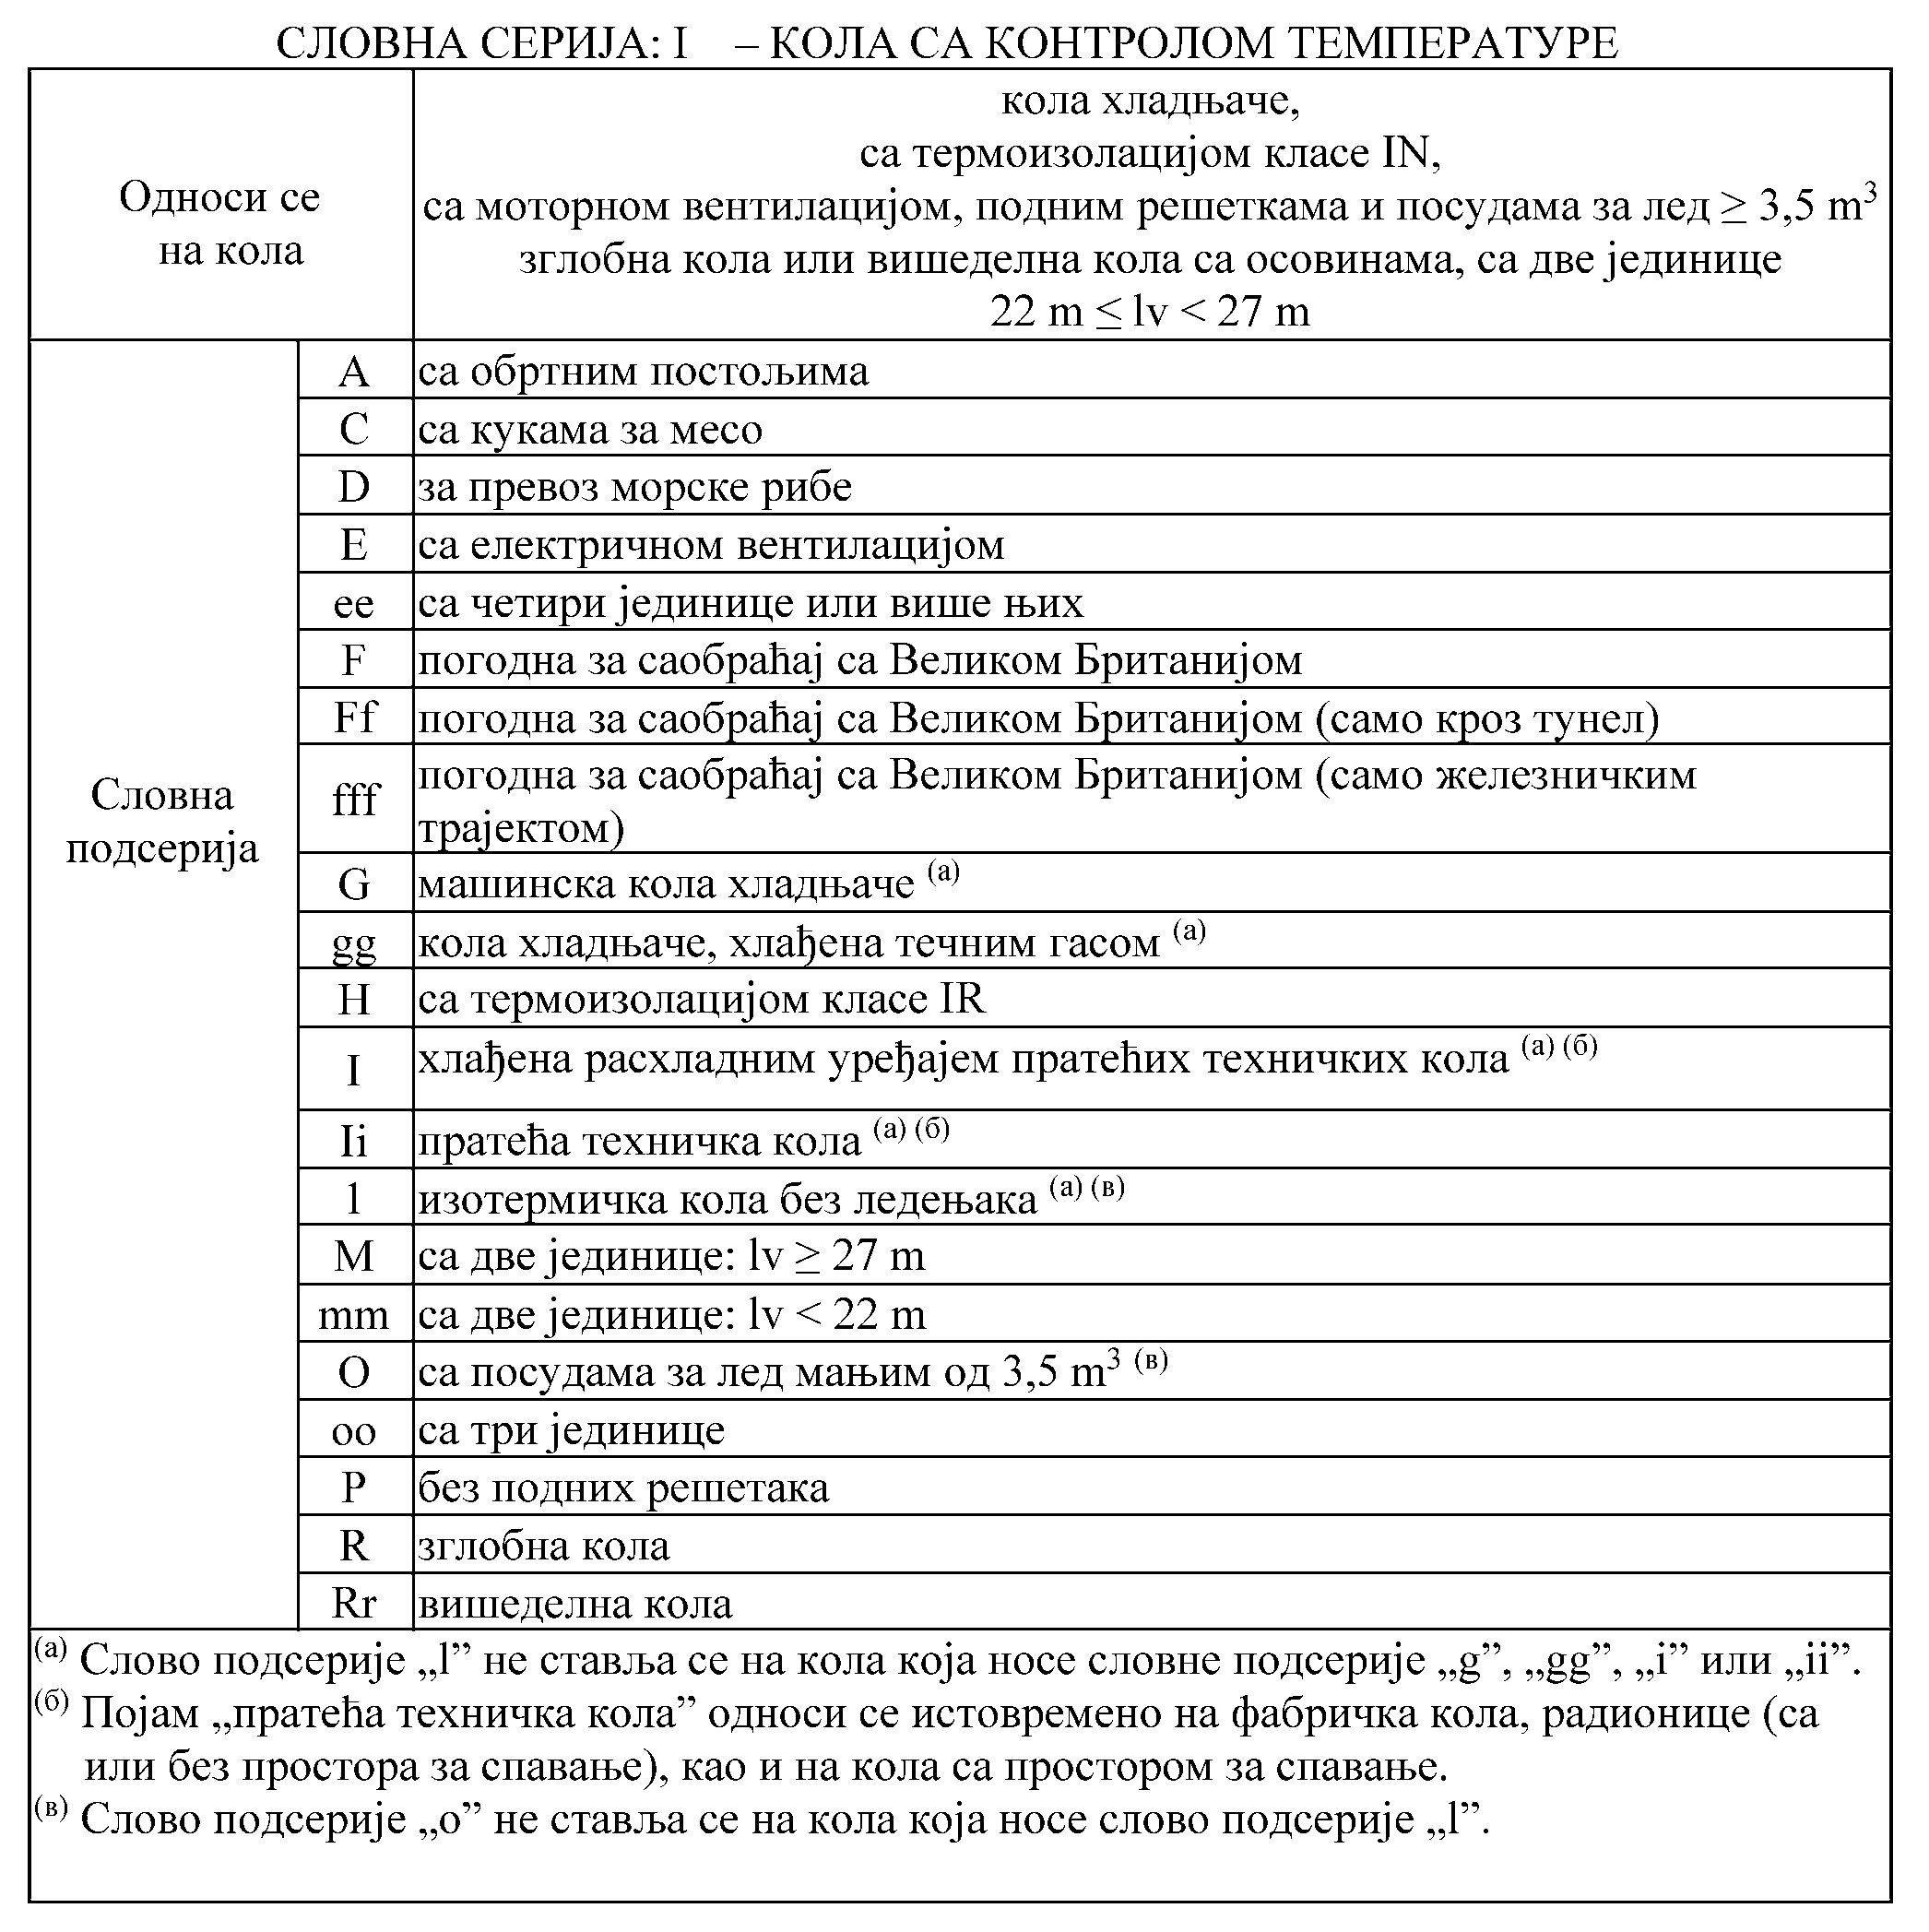 СЛОВНА СЕРИЈА: I – КОЛА СА КОНТРОЛОМ ТЕМПЕРАТУРЕ
Односи се
на кола
кола хладњаче,
са термоизолацијом класе IN,
са моторном вентилацијом, подним решеткама и посудама за лед ≥ 3,5 m³
зглобна кола или вишеделна кола са осовинама, са две јединице
22 m ≤ lv < 27 m
Словна
подсерија
A са обртним постољима
C са кукама за месо
D за превоз морске рибе
E са електричном вентилацијом
ee са четири јединице или више њих
F погодна за саобраћај са Великом Британијом
Ff погодна за саобраћај са Великом Британијом (само кроз тунел)
fff погодна за саобраћај са Великом Британијом (само железничким
трајектом)
G машинска кола хладњаче (а)
gg кола хладњаче, хлађена течним гасом (а)
H са термоизолацијом класе IR
I хлађена расхладним уређајем пратећих техничких кола (а) (б)
Ii пратећа техничка кола (а) (б)
l изотермичка кола без ледењака (а) (в)
M са две јединице: lv ≥ 27 m
mm са две јединице: lv < 22 m
O са посудама за лед мањим од 3,5 m³ (в)
oo са три јединице
P без подних решетака
R зглобна кола
Rr вишеделна кола
(а) Слово подсерије „l” не ставља се на кола која носе словне подсерије „g”, „gg”, „i” или „ii”.
(б) Појам „пратећа техничка кола” односи се истовремено на фабричка кола, радионице (са
или без простора за спавање), као и на кола са простором за спавање.
(в) Слово подсерије „o” не ставља се на кола која носе слово подсерије „l”.